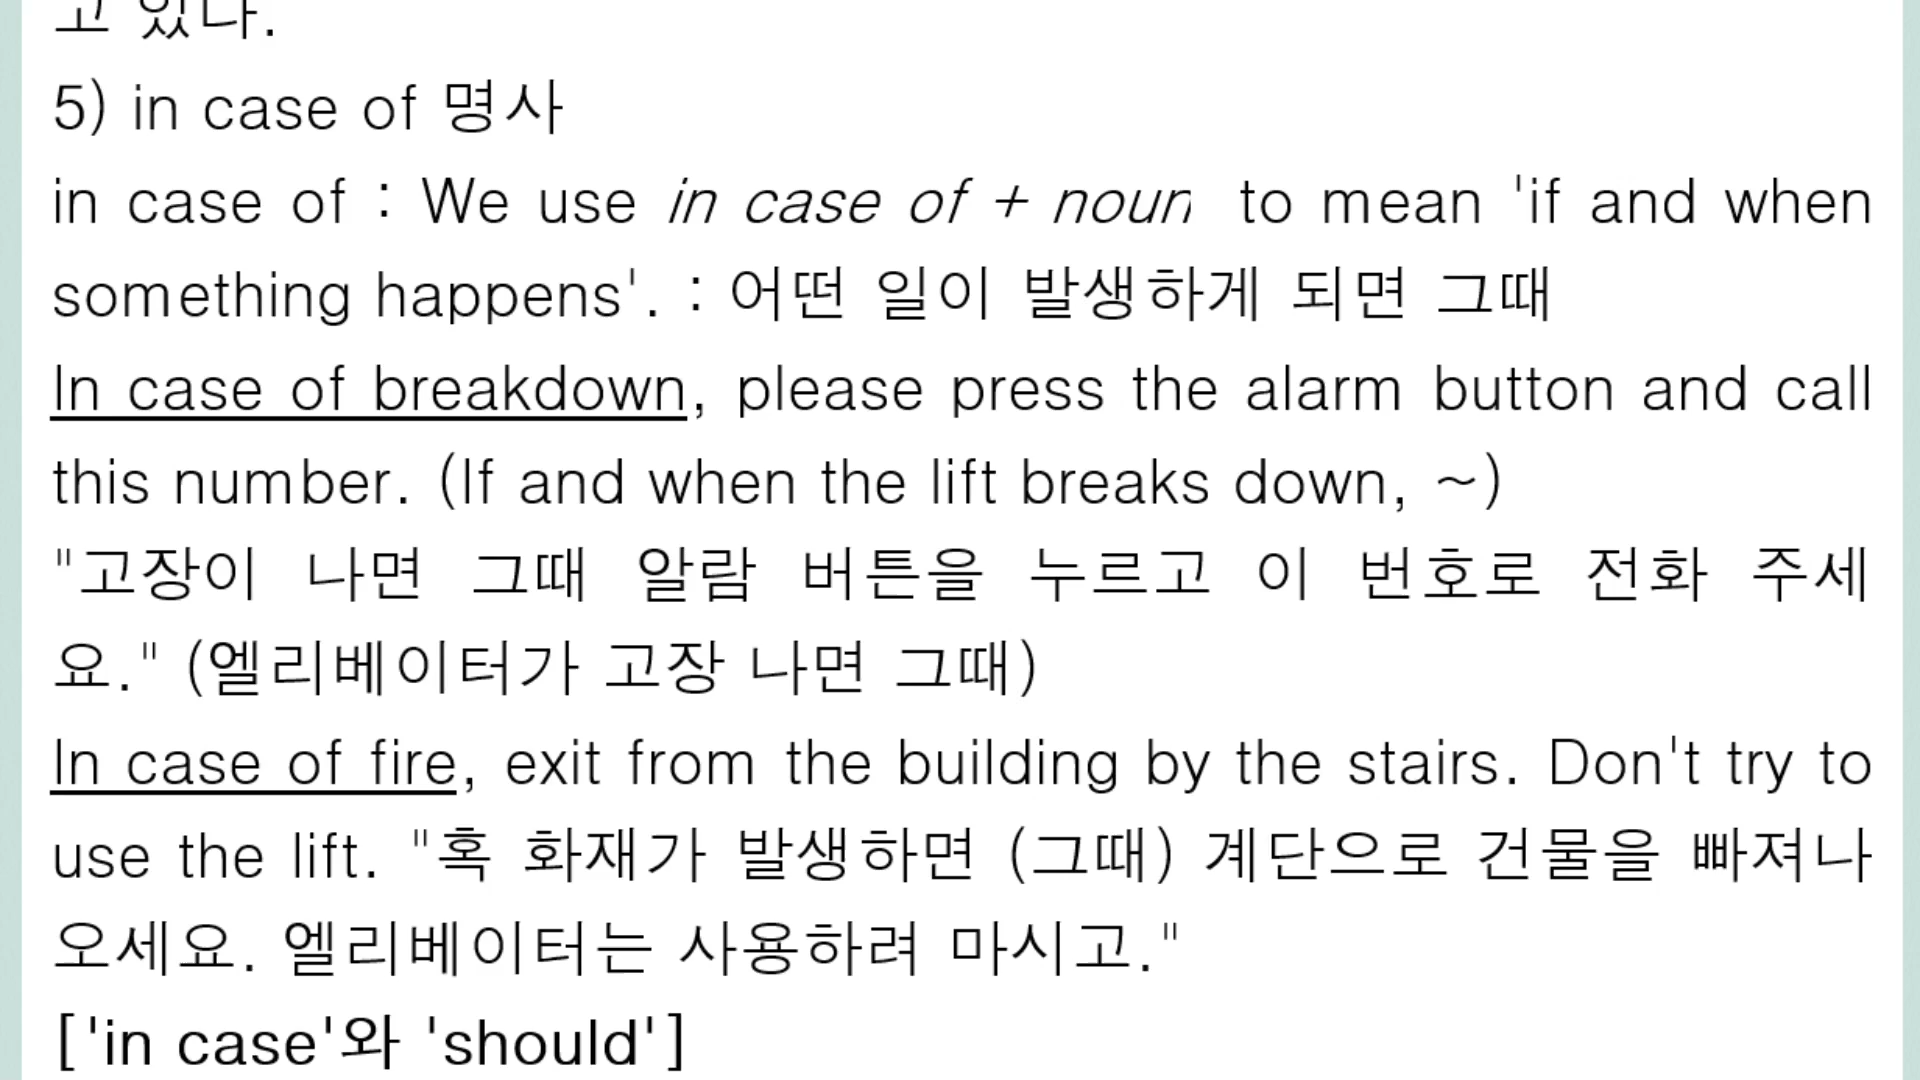 고 있다.
5) in case of 명사
in case of : We use in case of + noun to mean 'if and when
something happens'. : 어떤 일이 발생하게 되면 그때
In case of breakdown, please press the alarm button and call
this number. (If and when the lift breaks down, ~)
"고장이 나면 그때 알람 버튼을 누르고 이 번호로 전화 주세
요." (엘리베이터가 고장 나면 그때)
In case of fire, exit from the building by the stairs. Don't try to
use the lift. "혹 화재가 발생하면 (그때) 계단으로 건물을 빠져나
오세요. 엘리베이터는 사용하려 마시고."
['in case'와 'should']